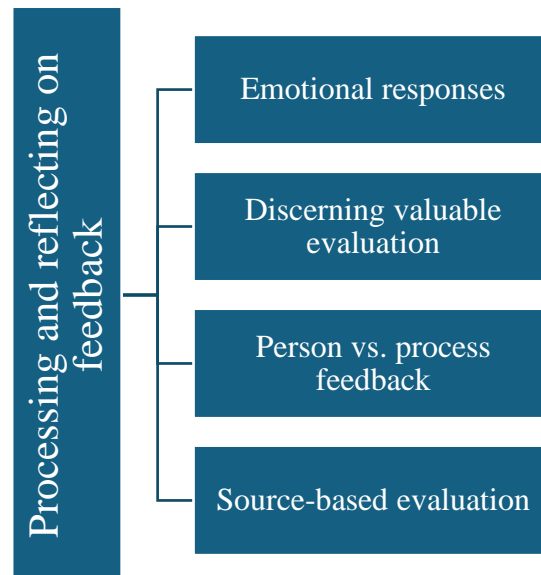 Processing and reflecting on
feedback
Emotional responses
Discerning valuable
evaluation
Person vs. process
feedback
Source-based evaluation